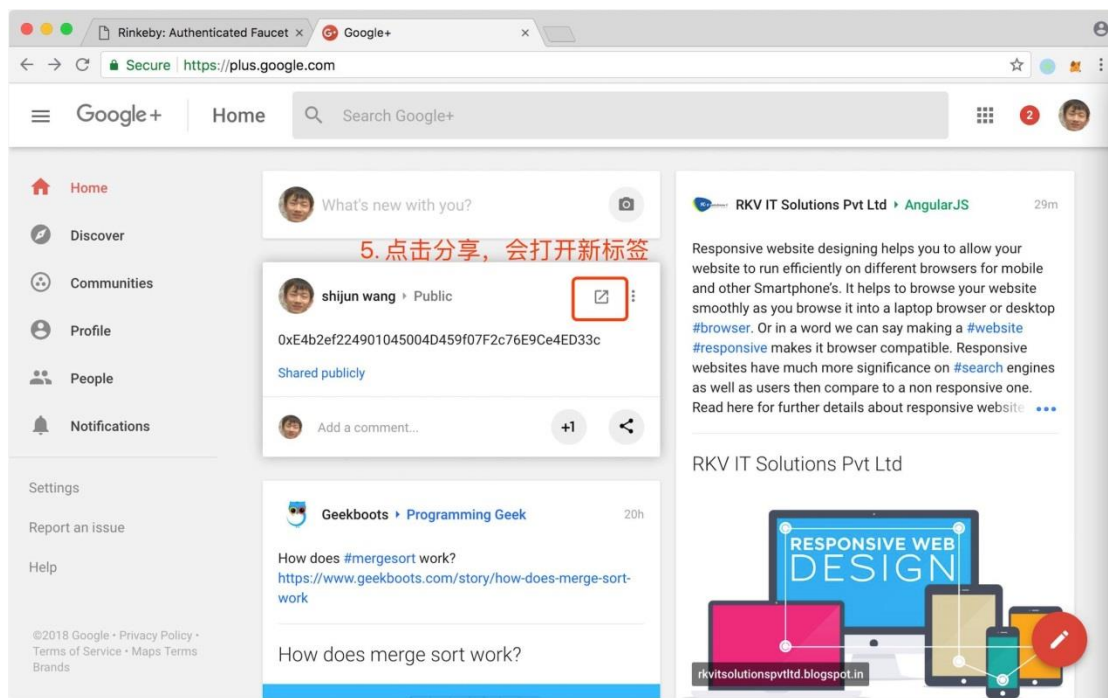 Rinkeby: Authenticated Faucet
Google+
Secure
https://plus.google.com
Google+
Home
Search Google+
2
Home
Discover
Communities
Profile
People
Notifications
Settings
Report an issue
Help
©2018 Google • Privacy Policy •
Terms of Service • Maps Terms
Brands
What's new with you?
5. 点击分享，会打开新标签
shijun wang
Public
0xE4b2ef224901045004D459f07F2c76E9Ce4ED33c
Shared publicly
Add a comment...
+1
Geekboots
Programming Geek
20h
How does #mergesort work?
https://www.geekboots.com/story/how-does-merge-sort-
work
How does merge sort work?
RKV IT Solutions Pvt Ltd
AngularJS
29m
Responsive website designing helps you to allow your
website to run efficiently on different browsers for mobile
and other Smartphone's. It helps to browse your website
smoothly as you browse it into a laptop browser or desktop
#browser. Or in a word we can say making a #website
#responsive makes it browser compatible. Responsive
websites have much more significance on #search engines
as well as users then compare to a non responsive one.
Read here for further details about responsive website
RKV IT Solutions Pvt Ltd
RESPONSIVE WEB
DESIGN
rkvitsolutionspvtltd.blogspot.in